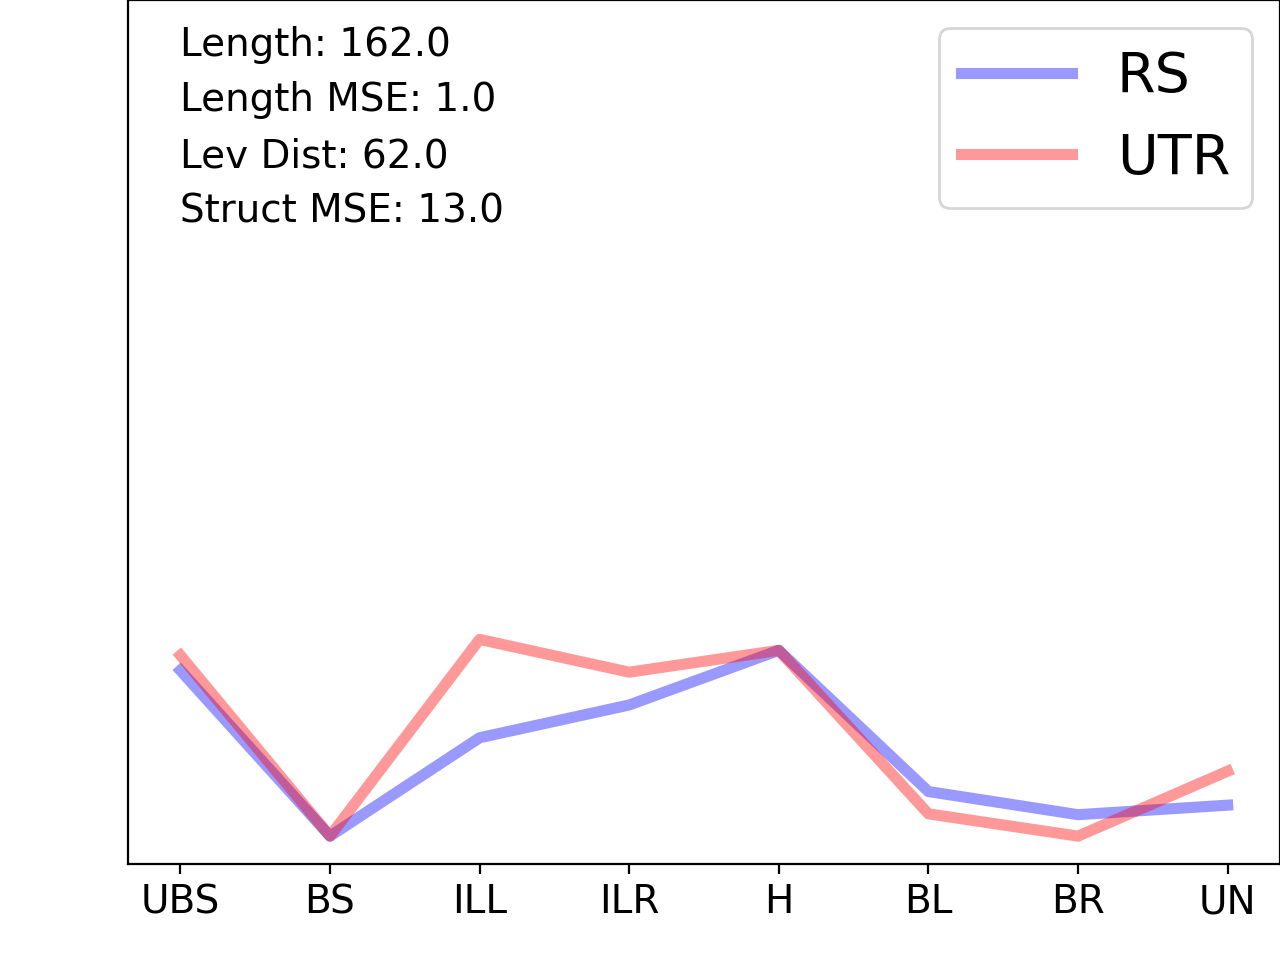 Length: 162.0
Length MSE: 1.0
Lev Dist: 62.0
Struct MSE: 13.0
RS
UTR
UBS BS ILL ILR H BL BR UN